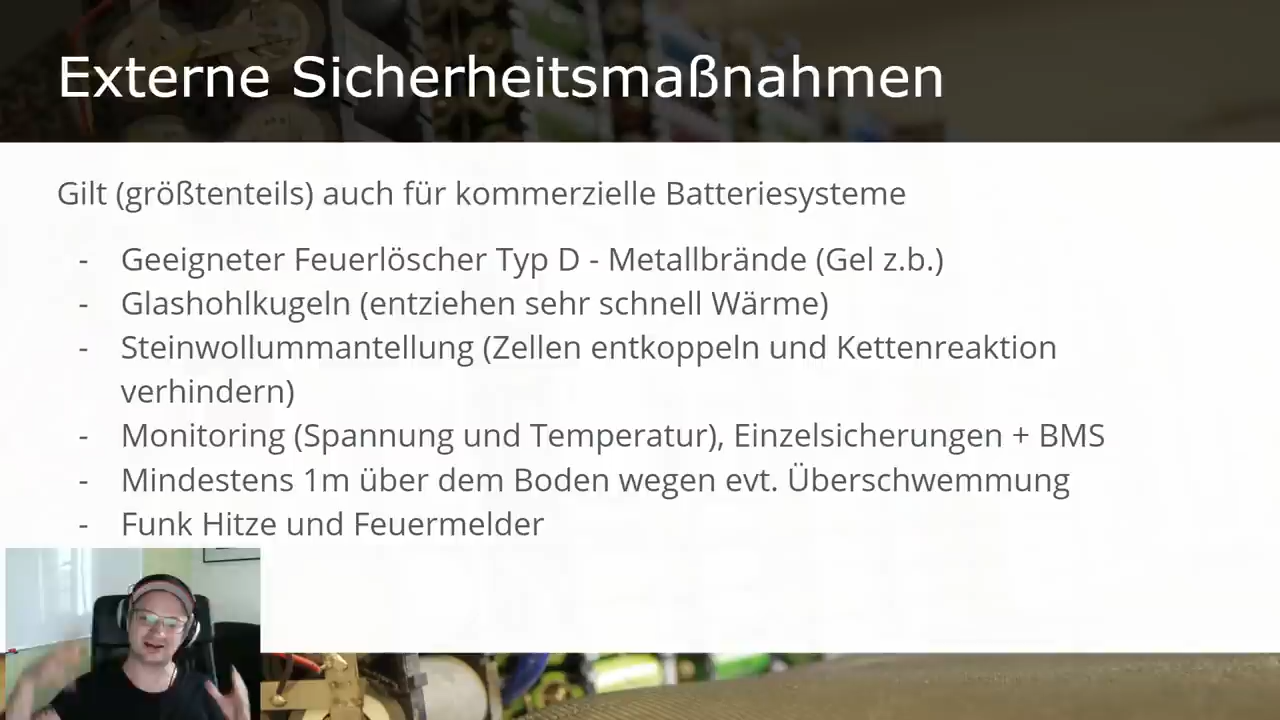 Externe Sicherheitsmaßnahmen
Gilt (größtenteils) auch für kommerzielle Batteriesysteme
- Geeigneter Feuerlöscher Typ D - Metallbrände (Gel z.b.)
- Glashohlkugeln (entziehen sehr schnell Wärme)
- Steinwollummantellung (Zellen entkoppeln und Kettenreaktion
verhindern)
- Monitoring (Spannung und Temperatur), Einzelsicherungen + BMS
- Mindestens 1m über dem Boden wegen evt. Überschwemmung
- Funk Hitze und Feuermelder